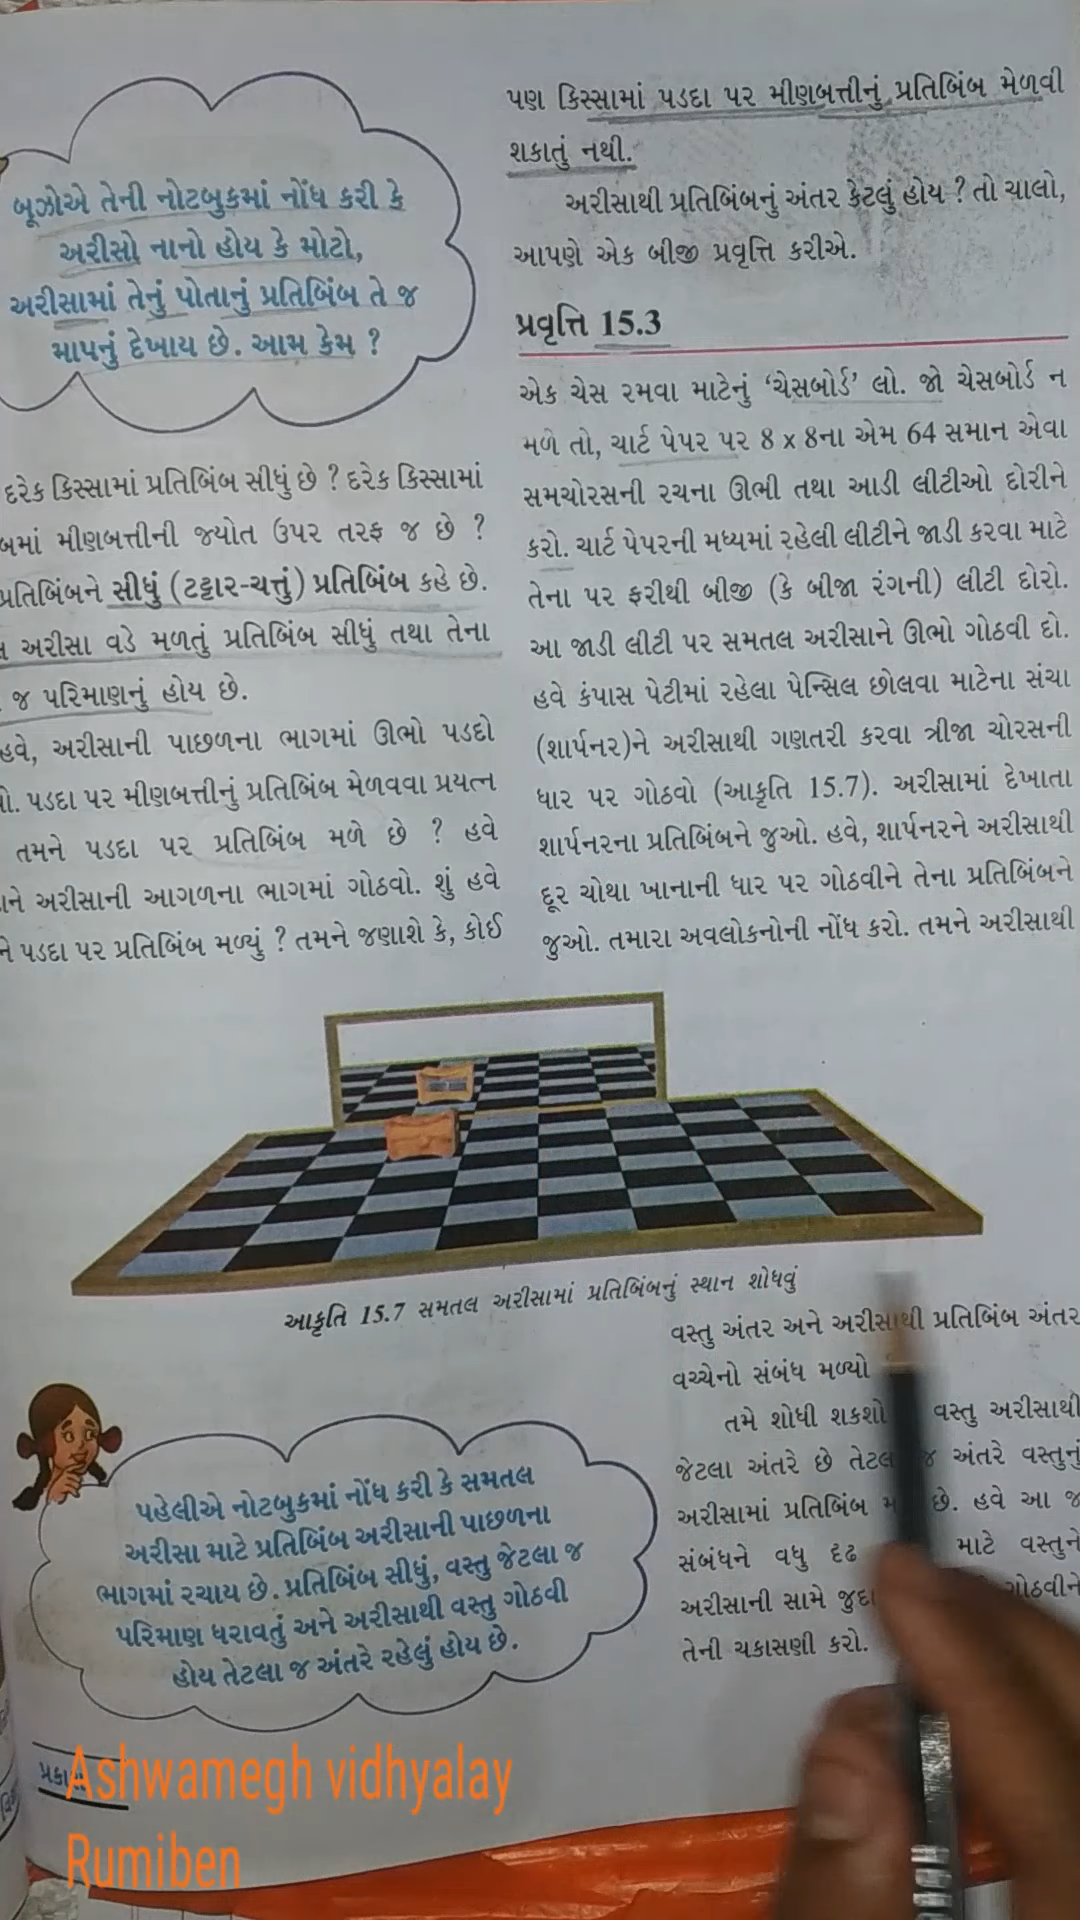 બૂઝોએ તેની નોટબુકમાં નોંધ કરી કે
અરીસો નાનો હોય કે મોટો,
અરીસામાં તેનું પોતાનું પ્રતિબિંબ તે જ
માપનું દેખાય છે. આમ કેમ ?
દરેક કિસ્સામાં પ્રતિબિંબ સીધું છે ? દરેક કિસ્સામાં
મીણબત્તીની જ્યોત ઉપર તરફ જ છે ?
પ્રતિબિંબને સીધું (ટટ્ટાર-ચત્તું) પ્રતિબિંબ કહે છે.
અરીસા વડે મળતું પ્રતિબિંબ સીધું તથા તેના
જ પરિમાણનું હોય છે.
હવે, અરીસાની પાછળના ભાગમાં ઊભો પડદો
પડદા પર મીણબત્તીનું પ્રતિબિંબ મેળવવા પ્રયત્ન
તમને પડદા પર પ્રતિબિંબ મળે છે ? હવે
અરીસાની આગળના ભાગમાં ગોઠવો. શું હવે
પડદા પર પ્રતિબિંબ મળ્યું ? તમને જણાશે કે, કોઈ
પણ કિસ્સામાં પડદા પર મીણબત્તીનું પ્રતિબિંબ મેળવી
શકાતું નથી.
અરીસાથી પ્રતિબિંબનું અંતર કેટલું હોય ? તો ચાલો,
આપણે એક બીજી પ્રવૃત્તિ કરીએ.
પ્રવૃત્તિ 15.3
એક ચેસ રમવા માટેનું ‘ચેસબોર્ડ’ લો. જો ચેસબોર્ડ ન
મળે તો, ચાર્ટ પેપર પર 8 x 8ના એમ 64 સમાન એવા
સમચોરસની રચના ઊભી તથા આડી લીટીઓ દોરીને
કરો. ચાર્ટ પેપરની મધ્યમાં રહેલી લીટીને જાડી કરવા માટે
તેના પર ફરીથી બીજી (કે બીજા રંગની) લીટી દોરો.
આ જાડી લીટી પર સમતલ અરીસાને ઊભો ગોઠવી દો.
હવે કંપાસ પેટીમાં રહેલા પેન્સિલ છોલવા માટેના સંચા
(શાર્પનર)ને અરીસાથી ગણતરી કરવા ત્રીજા ચોરસની
ધાર પર ગોઠવો (આકૃતિ 15.7). અરીસામાં દેખાતા
શાર્પનરના પ્રતિબિંબને જુઓ. હવે, શાર્પનરને અરીસાથી
દૂર ચોથા ખાનાની ધાર પર ગોઠવીને તેના પ્રતિબિંબને
જુઓ. તમારા અવલોકનોની નોંધ કરો. તમને અરીસાથી
આકૃતિ 15.7 સમતલ અરીસામાં પ્રતિબિંબનું સ્થાન શોધવું
વસ્તુ અંતર અને અરીસાથી પ્રતિબિંબ અંતર
વચ્ચેનો સંબંધ મળ્યો
તમે શોધી શકશો વસ્તુ અરીસાથી
જેટલા અંતરે છે તેટલા જ અંતરે વસ્તુનું
અરીસામાં પ્રતિબિંબ છે. હવે આ જ
સંબંધને વધુ દૃઢ માટે વસ્તુને
અરીસાની સામે ગોઠવીને
તેની ચકાસણી કરો.
પહેલીએ નોટબુકમાં નોંધ કરી કે સમતલ
અરીસા માટે પ્રતિબિંબ અરીસાની પાછળના
ભાગમાં રચાય છે. પ્રતિબિંબ સીધું, વસ્તુ જેટલા જ
પરિમાણ ધરાવતું અને અરીસાથી વસ્તુ ગોઠવી
હોય તેટલા જ અંતરે રહેલું હોય છે.
Ashwamegh vidhyalay
Rumiben